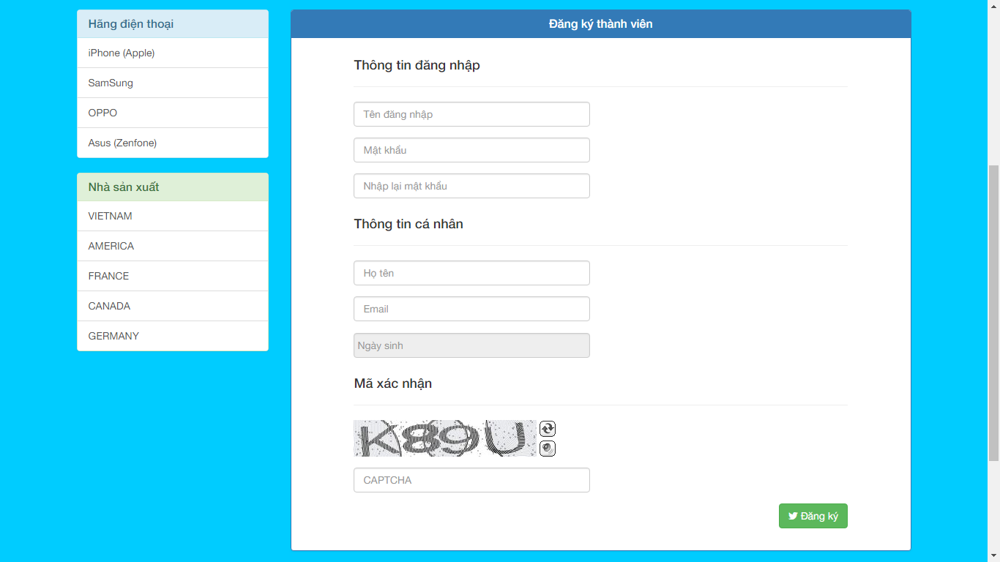 Hãng điện thoại
iPhone (Apple)
SamSung
OPPO
Asus (Zenfone)
Nhà sản xuất
VIETNAM
AMERICA
FRANCE
CANADA
GERMANY
Đăng ký thành viên
Thông tin đăng nhập
Tên đăng nhập
Mật khẩu
Nhập lại mật khẩu
Thông tin cá nhân
Họ tên
Email
Ngày sinh
Mã xác nhận
K89U
CAPTCHA
Đăng ký